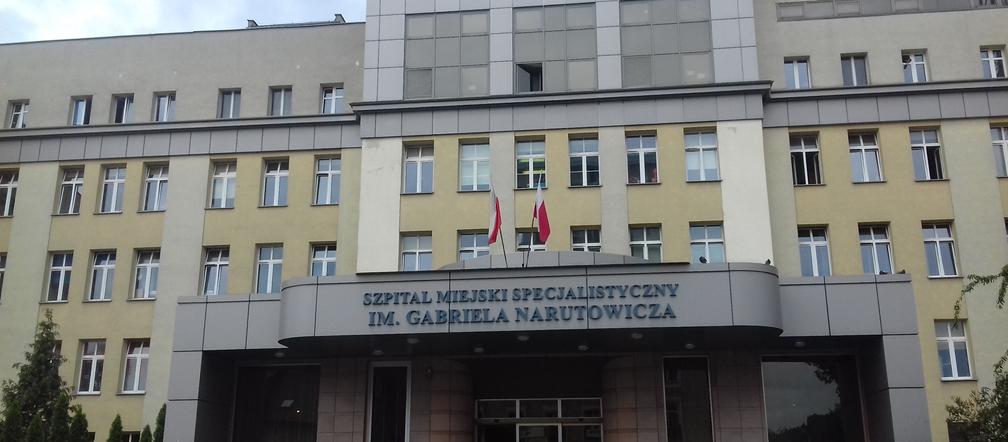 SZPITAL MIEJSKI SPECJALISTYCZNY
IM. GABRIELA NARUTOWICZA